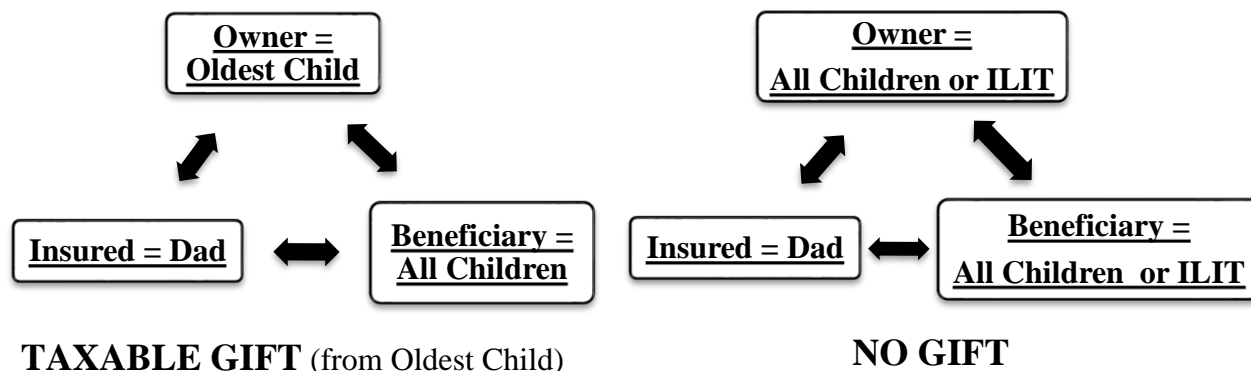 Owner =
Oldest Child
Insured = Dad
Beneficiary =
All Children
TAXABLE GIFT (from Oldest Child)
Owner =
All Children or ILIT
Insured = Dad
Beneficiary =
All Children or ILIT
NO GIFT